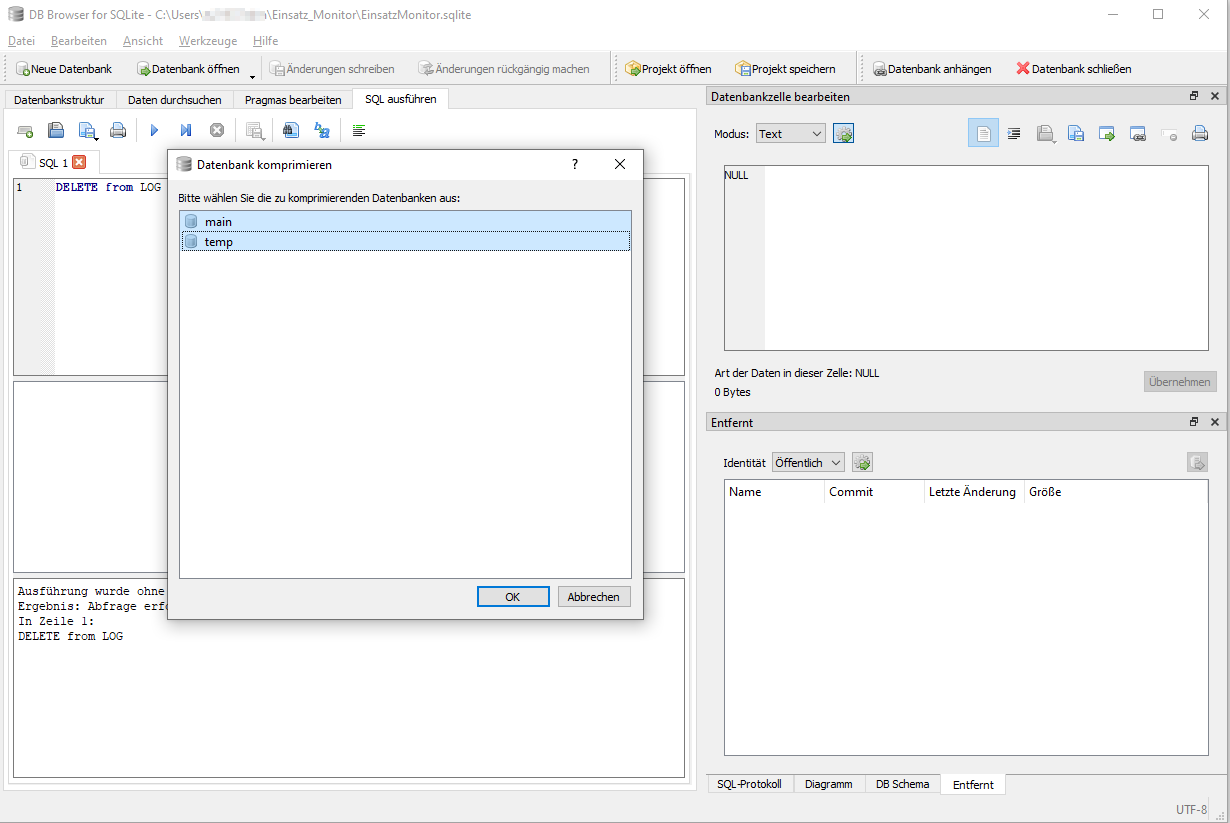 DB Browser for SQLite - C:\Users\ \Einsatz_Monitor\EinsatzMonitor.sqlite
Datei Bearbeiten Ansicht Werkzeuge Hilfe
Neue Datenbank Datenbank öffnen Änderungen schreiben Änderungen rückgängig machen Projekt öffnen Projekt speichern Datenbank anhängen Datenbank schließen
Datenbankstruktur Daten durchsuchen Pragmas bearbeiten SQL ausführen
SQL 1
1 DELETE from LOG
Datenbank komprimieren ?
Bitte wählen Sie die zu komprimierenden Datenbanken aus:
main
temp
OK Abbrechen
Ausführung wurde ohne
Ergebnis: Abfrage
In Zeile 1:
DELETE from LOG
Datenbankzelle bearbeiten
Modus: Text
NULL
Art der Daten in dieser Zelle: NULL
0 Bytes
Übernehmen
Entfernt
Identität Öffentlich
Name Commit Letzte Änderung Größe
SQL-Protokoll Diagramm DB Schema Entfernt
UTF-8